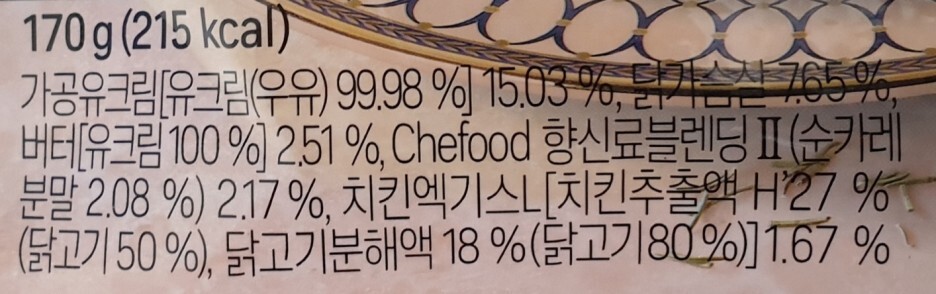 170 g (215 kcal)
가공유크림[유크림(우유) 99.98 %] 15.03 %, 닭가슴살 7.65 %,
버터[유크림 100 %] 2.51 %, Chefood 향신료블렌딩Ⅱ(순카레
분말 2.08 %) 2.17 %, 치킨엑기스L[치킨추출액 H' 27 %
(닭고기 50 %), 닭고기분해액 18 %(닭고기 80 %)] 1.67 %